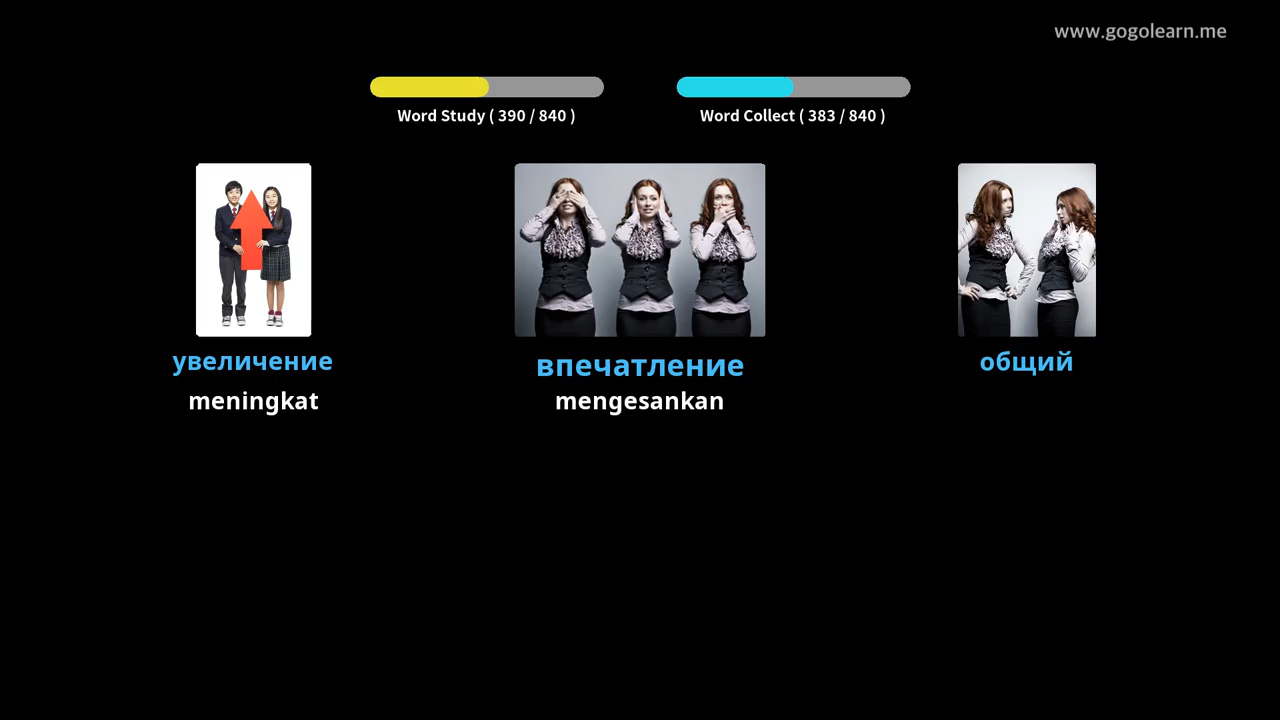 www.gogolearn.me
Word Study ( 390 / 840 )
Word Collect ( 383 / 840 )
увеличение
meningkat
впечатление
mengesankan
общий